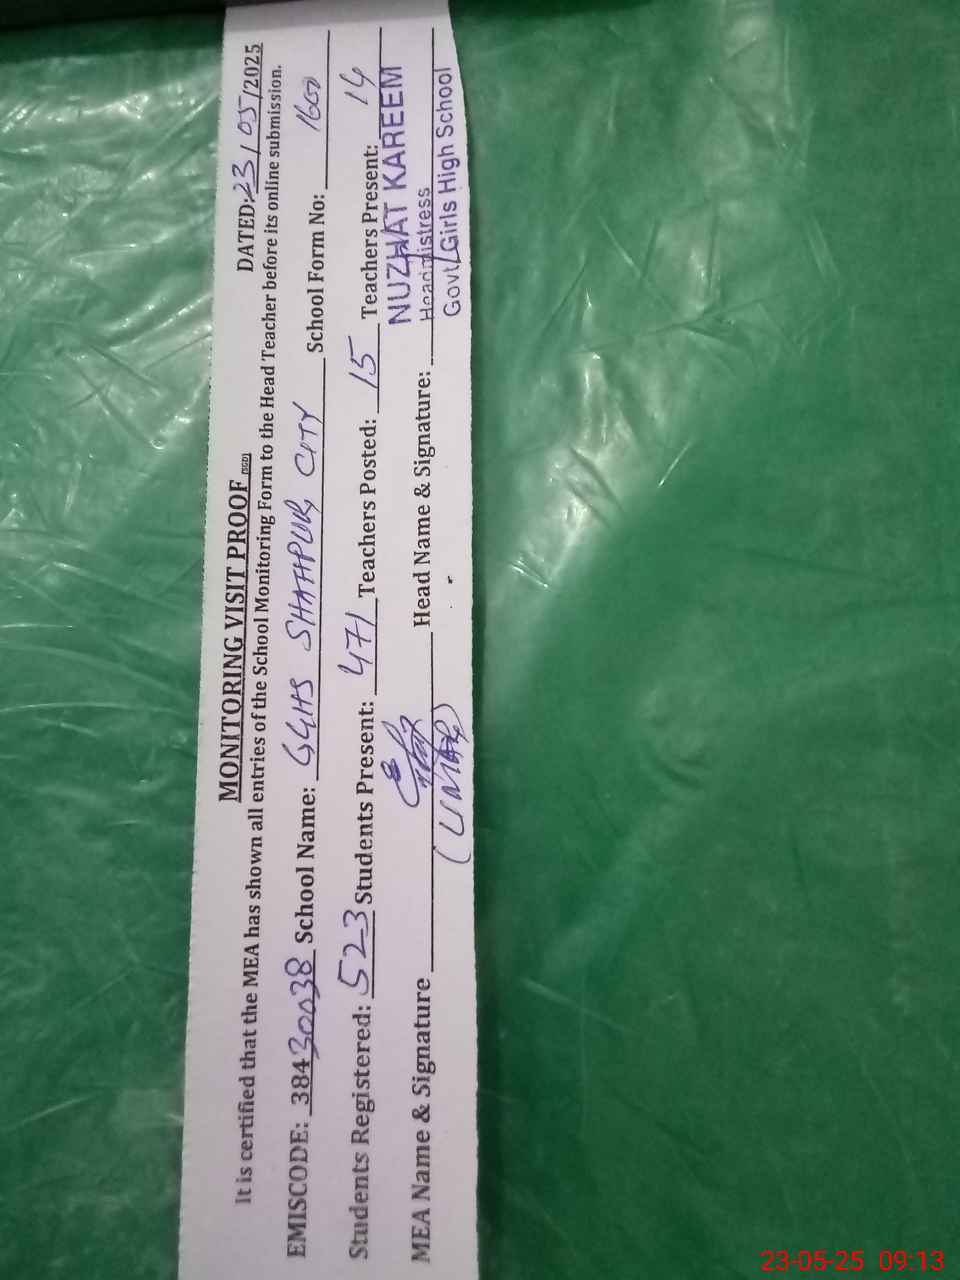 MONITORING VISIT PROOF (SGD) DATED: 23/05/2025
It is certified that the MEA has shown all entries of the School Monitoring Form to the Head Teacher before its online submission.
EMISCODE: 38430038 School Name: GGHS SHAHPUR CITY School Form No:
Students Registered: 523 Students Present: 471 Teachers Posted: 15 Teachers Present: 14
MEA Name & Signature (UMAR) Head Name & Signature:
NUZHAT KAREEM
Headmistress
Govt Girls High School
23-05-25 09:13